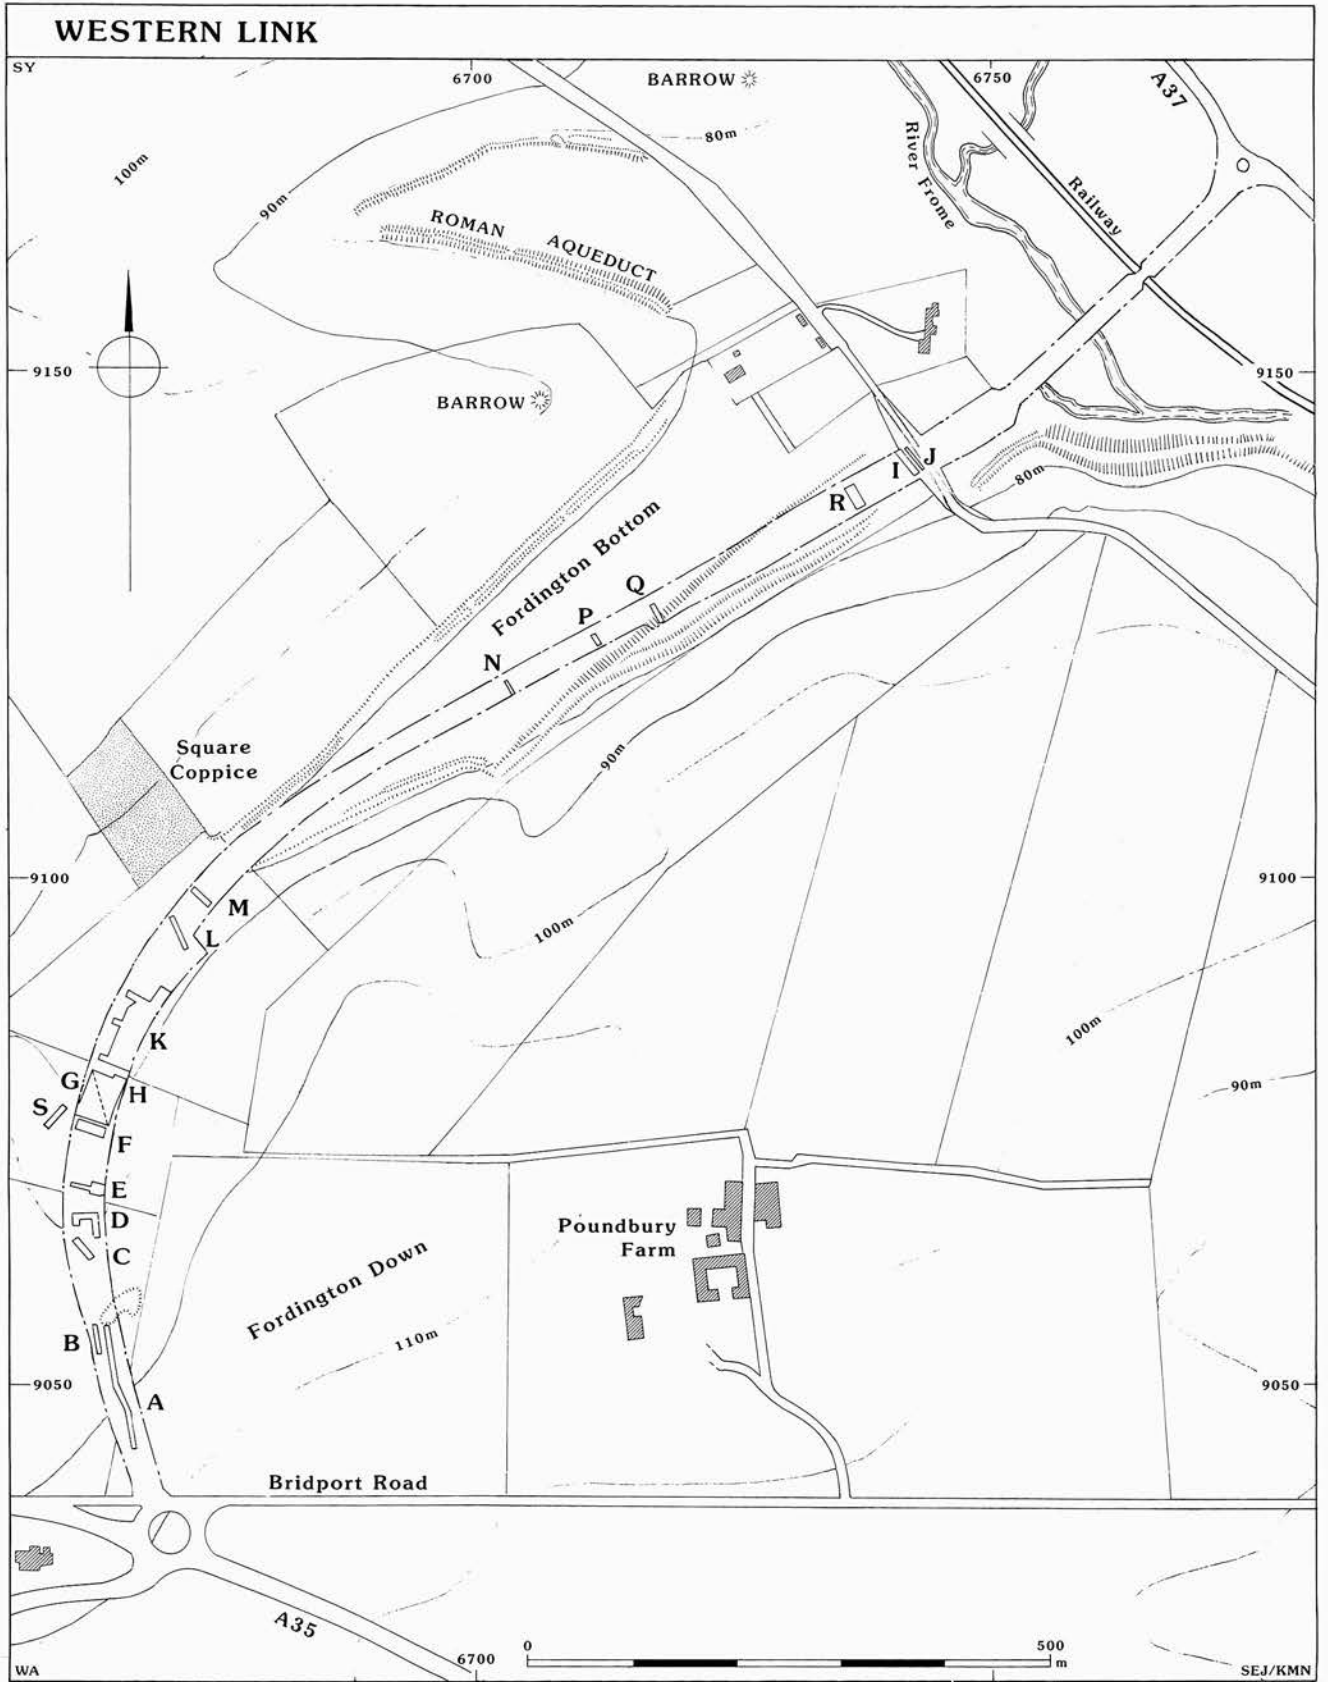 WESTERN LINK
SY
6700
BARROW
6750
A37
80m
River Frome
100m
90m
Railway
ROMAN AQUEDUCT
9150
9150
BARROW
J
I
80m
R
Fordington Bottom
Q
P
N
Square
Coppice
90m
9100
9100
M
100m
L
K
100m
G
H
90m
S
F
E
D
Poundbury
Farm
C
Fordington Down
B
110m
9050
9050
A
Bridport Road
A35
0
500
6700
m
WA
SEJ/KMN